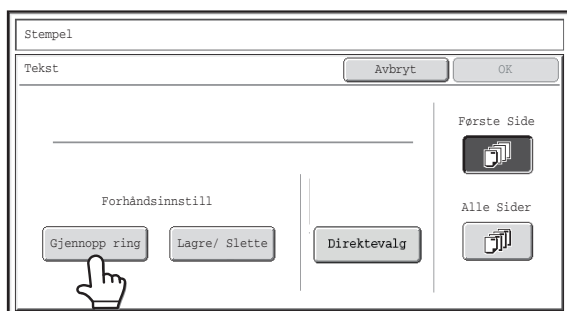 Stempel
Tekst
Avbryt
OK
Første Side
Forhåndsinnstill
Alle Sider
Gjennopp ring
Lagre/ Slette
Direktevalg